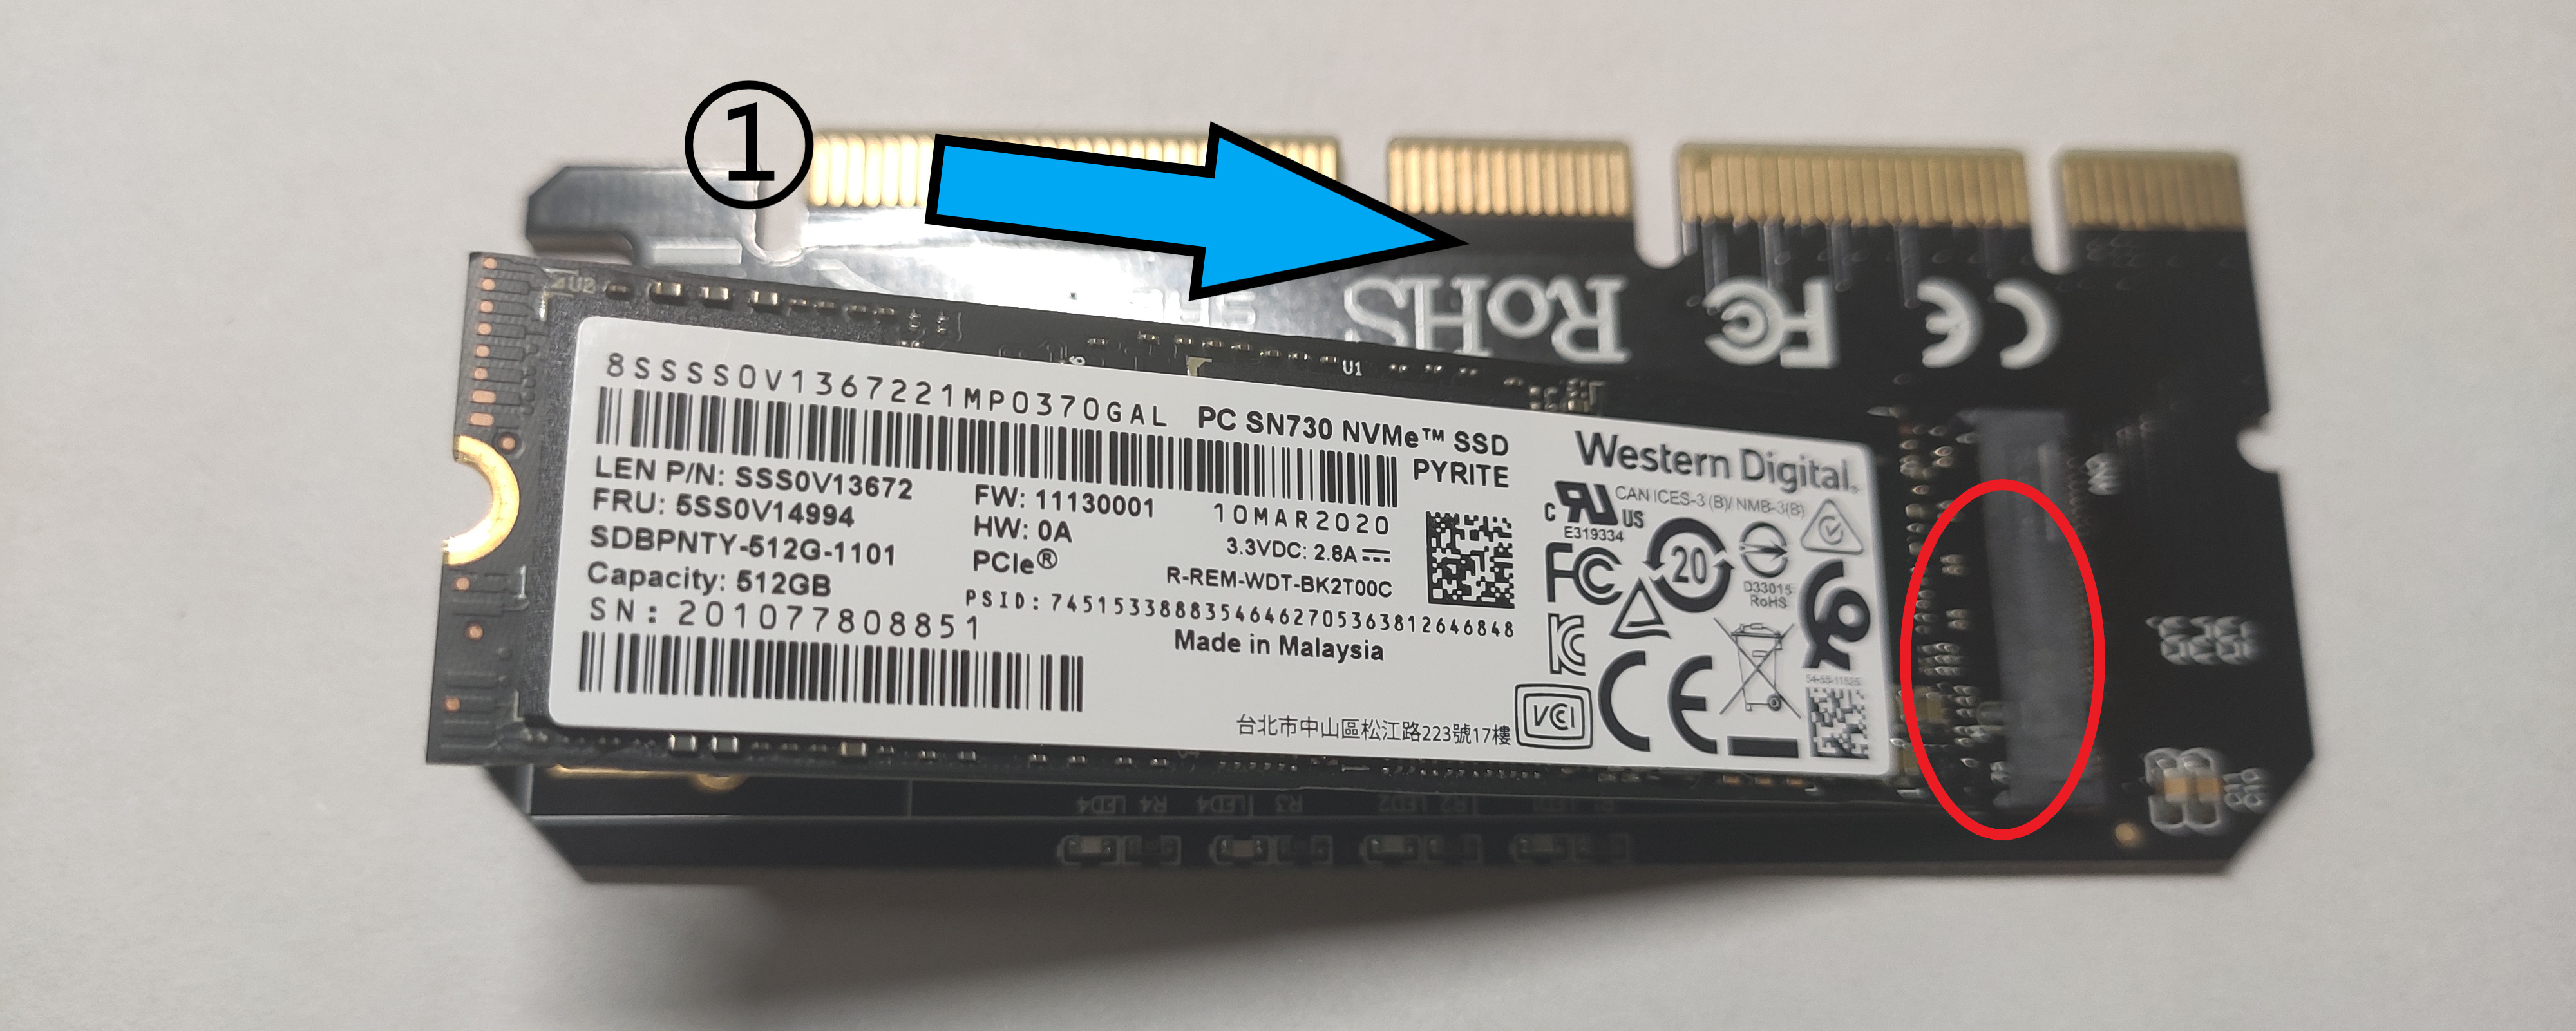 ①
RoHS
FC
CE
U2
U1
8SSSS0V1367221MP0370GAL
PC SN730 NVMe™ SSD
PYRITE
Western Digital.
LEN P/N: SSS0V13672
FRU: 5SS0V14994
SDBPNTY-512G-1101
Capacity: 512GB
SN: 201077808851
FW: 11130001
HW: 0A
PCIe®
10MAR2020
3.3VDC: 2.8A
R-REM-WDT-BK2T00C
PSID: 74515338883546462705363812646848
Made in Malaysia
台北市中山區松江路223號17樓
CAN ICES-3 (B)/ NMB-3(B)
C
US
E319334
FC
20
D33015
RoHS
VCI
CE
LED4 R4
LED4 R3
LED2 R2